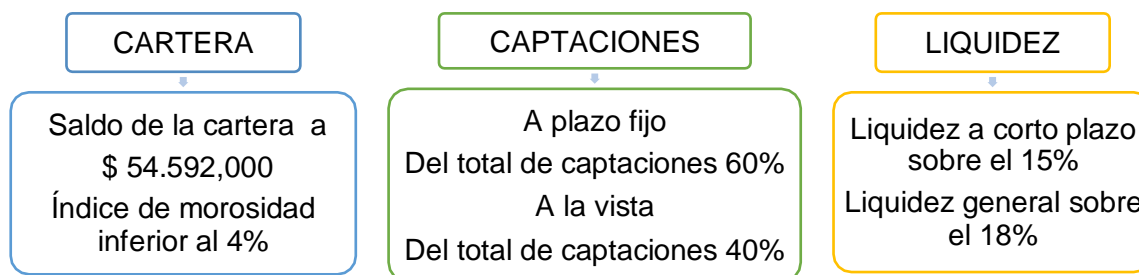 CARTERA
Saldo de la cartera a
$ 54.592,000
Índice de morosidad
inferior al 4%
CAPTACIONES
A plazo fijo
Del total de captaciones 60%
A la vista
Del total de captaciones 40%
LIQUIDEZ
Liquidez a corto plazo
sobre el 15%
Liquidez general sobre
el 18%